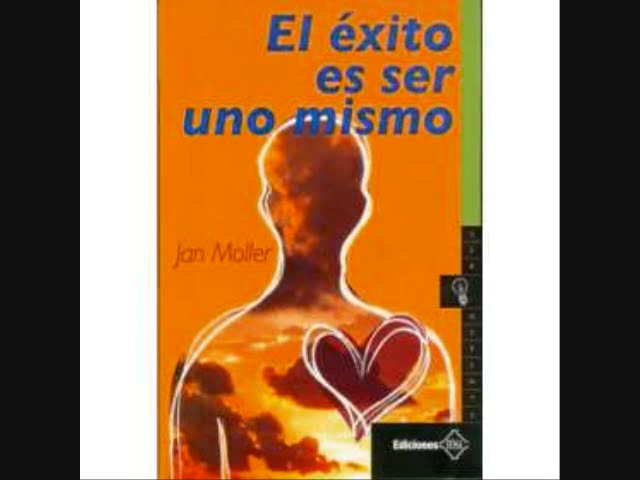 El éxito
es ser
uno mismo
Jan Moller
Ediciones